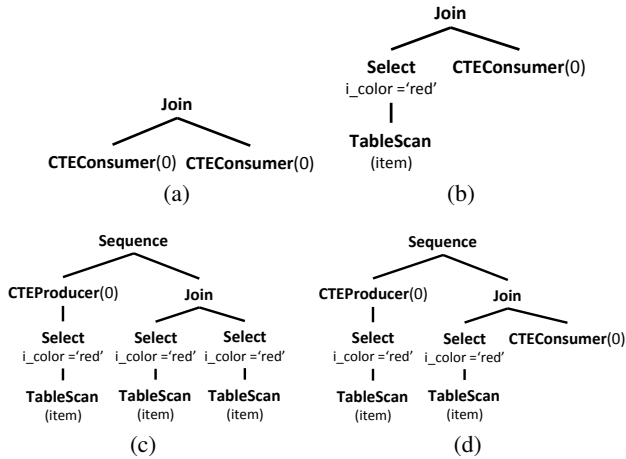 Join
CTEConsumer(0) CTEConsumer(0)
(a)
Join
Select CTEConsumer(0)
i_color =‘red’
TableScan
(item)
(b)
Sequence
CTEProducer(0) Join
Select Select Select
i_color =‘red’ i_color =‘red’ i_color =‘red’
TableScan TableScan TableScan
(item) (item) (item)
(c)
Sequence
CTEProducer(0) Join
Select Select CTEConsumer(0)
i_color =‘red’ i_color =‘red’
TableScan TableScan
(item) (item)
(d)